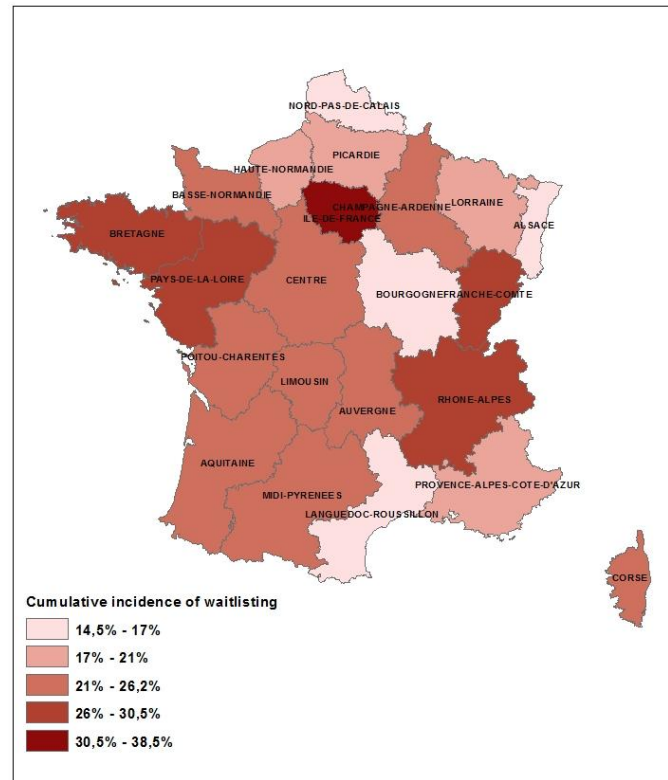 NORD-PAS-DE-CALAIS
PICARDIE
HAUTE-NORMANDIE
BASSE-NORMANDIE
CHAMPAGNE-ARDENNE
LORRAINE
ILE-DE-FRANCE
ALSACE
BRETAGNE
PAYS-DE-LA-LOIRE
CENTRE
BOURGOGNE
FRANCHE-COMTE
POITOU-CHARENTES
LIMOUSIN
AUVERGNE
RHONE-ALPES
AQUITAINE
MIDI-PYRENEES
PROVENCE-ALPES-COTE-D'AZUR
LANGUEDOC-ROUSSILLON
CORSE
Cumulative incidence of waitlisting
14,5% - 17%
17% - 21%
21% - 26,2%
26% - 30,5%
30,5% - 38,5%